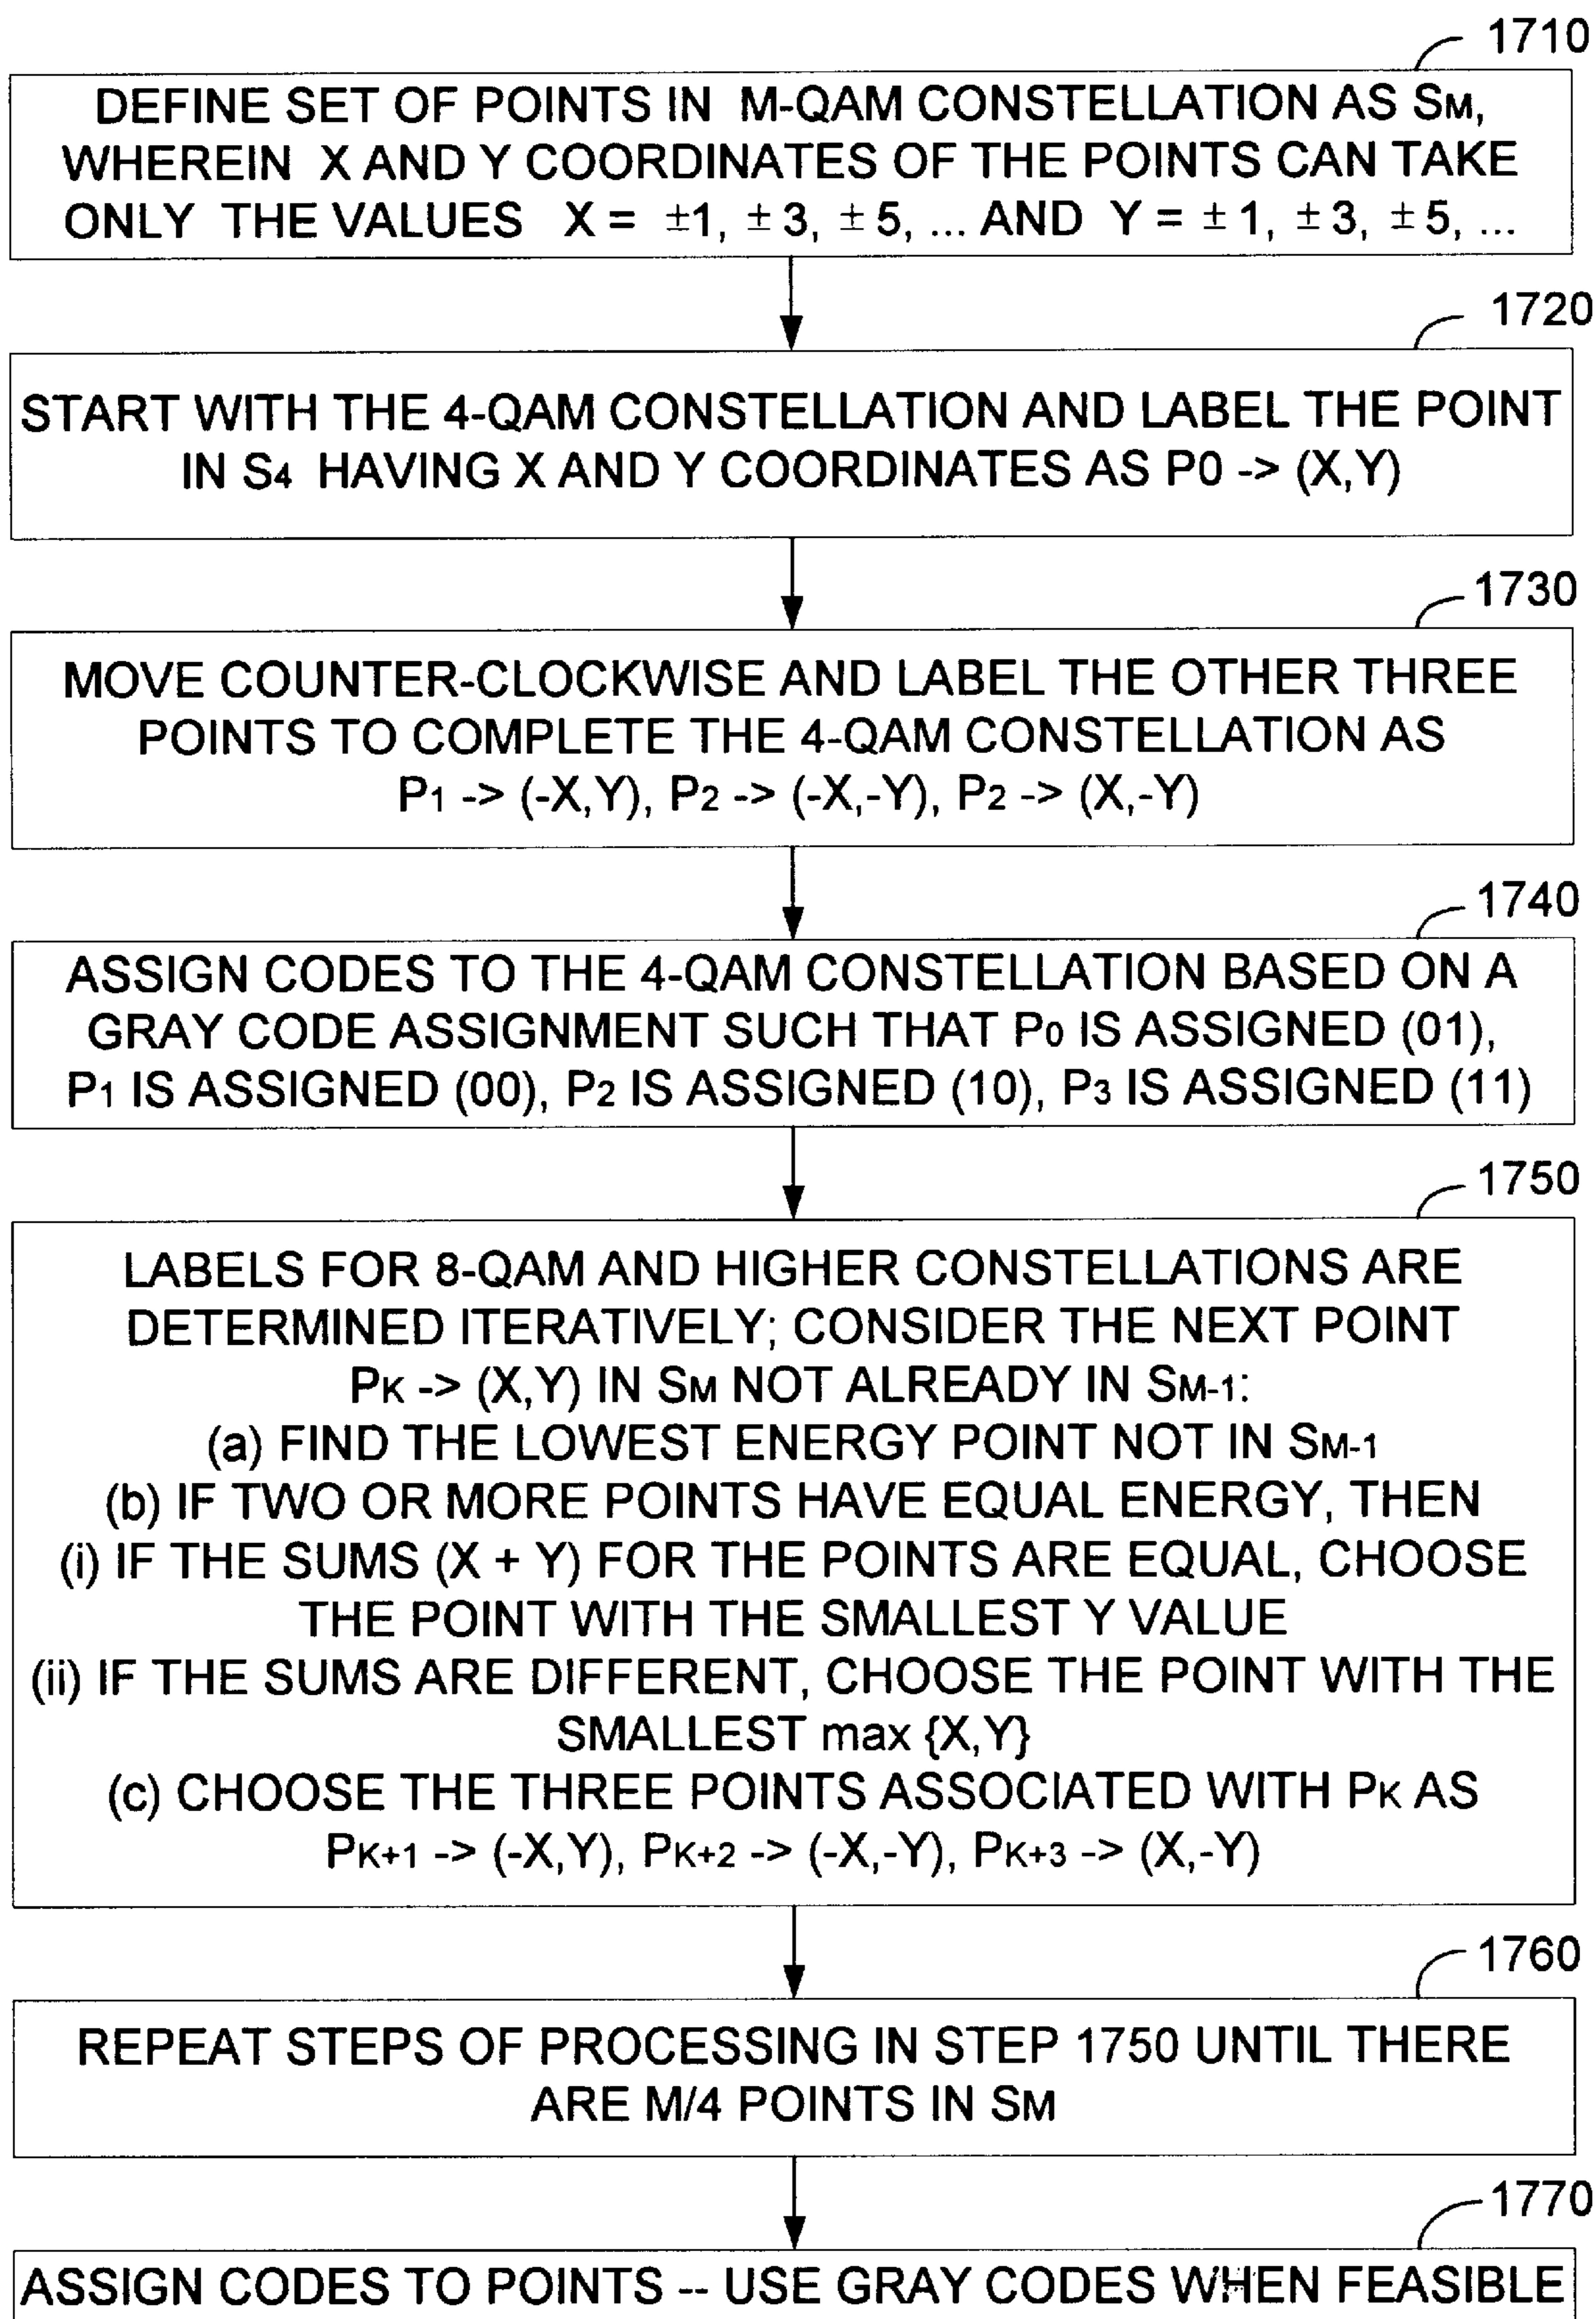 1710
DEFINE SET OF POINTS IN M-QAM CONSTELLATION AS SM,
WHEREIN X AND Y COORDINATES OF THE POINTS CAN TAKE
ONLY THE VALUES X = ±1, ± 3, ± 5, ... AND Y = ± 1, ± 3, ± 5, ...
1720
START WITH THE 4-QAM CONSTELLATION AND LABEL THE POINT
IN S4 HAVING X AND Y COORDINATES AS P0 -> (X,Y)
1730
MOVE COUNTER-CLOCKWISE AND LABEL THE OTHER THREE
POINTS TO COMPLETE THE 4-QAM CONSTELLATION AS
P1 -> (-X,Y), P2 -> (-X,-Y), P2 -> (X,-Y)
1740
ASSIGN CODES TO THE 4-QAM CONSTELLATION BASED ON A
GRAY CODE ASSIGNMENT SUCH THAT P0 IS ASSIGNED (01),
P1 IS ASSIGNED (00), P2 IS ASSIGNED (10), P3 IS ASSIGNED (11)
1750
LABELS FOR 8-QAM AND HIGHER CONSTELLATIONS ARE
DETERMINED ITERATIVELY; CONSIDER THE NEXT POINT
PK -> (X,Y) IN SM NOT ALREADY IN SM-1:
(a) FIND THE LOWEST ENERGY POINT NOT IN SM-1
(b) IF TWO OR MORE POINTS HAVE EQUAL ENERGY, THEN
(i) IF THE SUMS (X + Y) FOR THE POINTS ARE EQUAL, CHOOSE
THE POINT WITH THE SMALLEST Y VALUE
(ii) IF THE SUMS ARE DIFFERENT, CHOOSE THE POINT WITH THE
SMALLEST max {X,Y}
(c) CHOOSE THE THREE POINTS ASSOCIATED WITH PK AS
PK+1 -> (-X,Y), PK+2 -> (-X,-Y), PK+3 -> (X,-Y)
1760
REPEAT STEPS OF PROCESSING IN STEP 1750 UNTIL THERE
ARE M/4 POINTS IN SM
1770
ASSIGN CODES TO POINTS -- USE GRAY CODES WHEN FEASIBLE